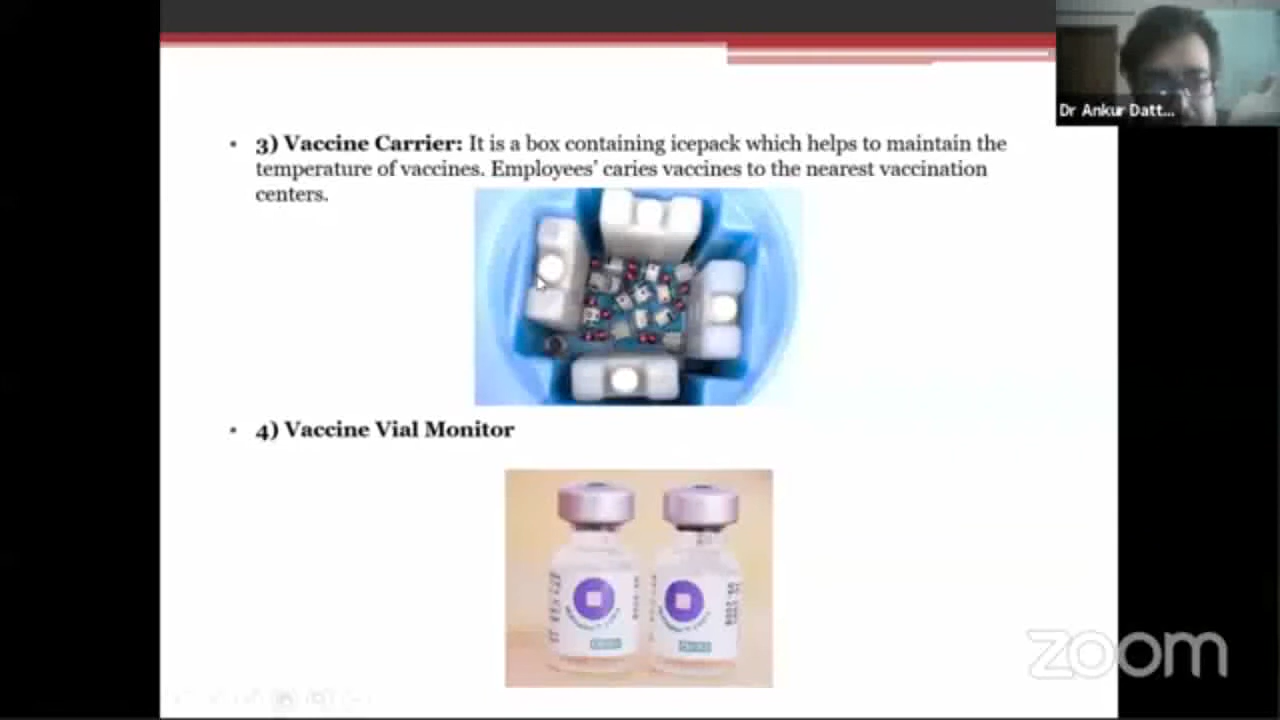 Dr Ankur Datt...
• 3) Vaccine Carrier: It is a box containing icepack which helps to maintain the
temperature of vaccines. Employees’ caries vaccines to the nearest vaccination
centers.
• 4) Vaccine Vial Monitor
zoom